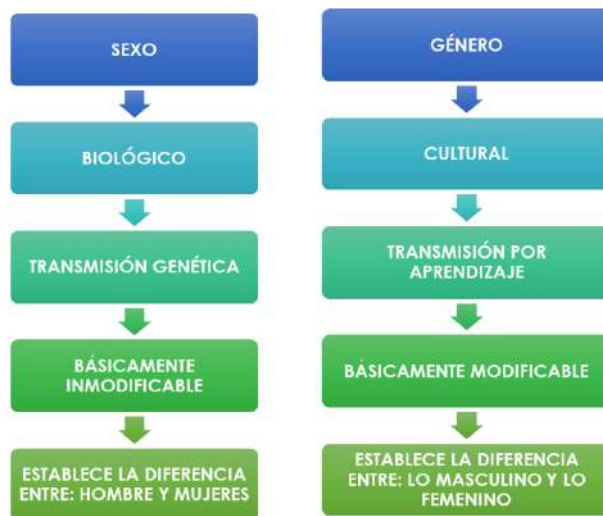 SEXO
BIOLÓGICO
TRANSMISIÓN GENÉTICA
BÁSICAMENTE
INMODIFICABLE
ESTABLECE LA DIFERENCIA
ENTRE: HOMBRE Y MUJERES
GÉNERO
CULTURAL
TRANSMISIÓN POR
APRENDIZAJE
BÁSICAMENTE MODIFICABLE
ESTABLECE LA DIFERENCIA
ENTRE: LO MASCULINO Y LO
FEMENINO